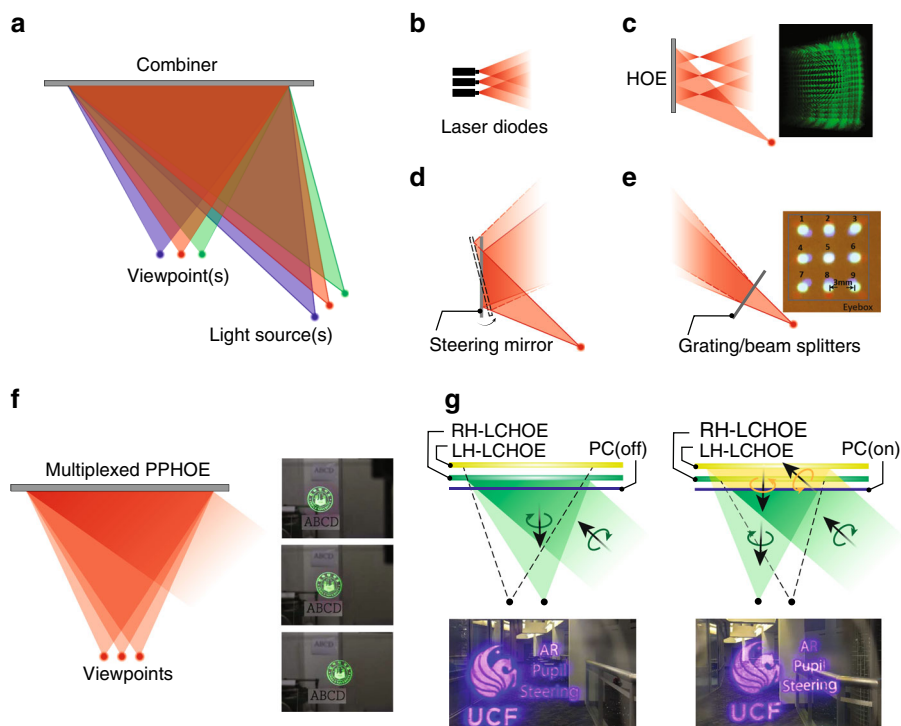 a
Combiner
Viewpoint(s)
Light source(s)
b
Laser diodes
c
HOE
d
Steering mirror
e
1 2 3
4 5 6
7 8 9
3mm
Eyebox
Grating/beam splitters
f
Multiplexed PPHOE
Viewpoints
ABCD
ABCD
ABCD
ABCD
ABCD
g
RH-LCHOE
LH-LCHOE
PC(off)
RH-LCHOE
LH-LCHOE
PC(on)
AR
Pupil
Steering
UCF
AR
Pupil
Steering
UCF